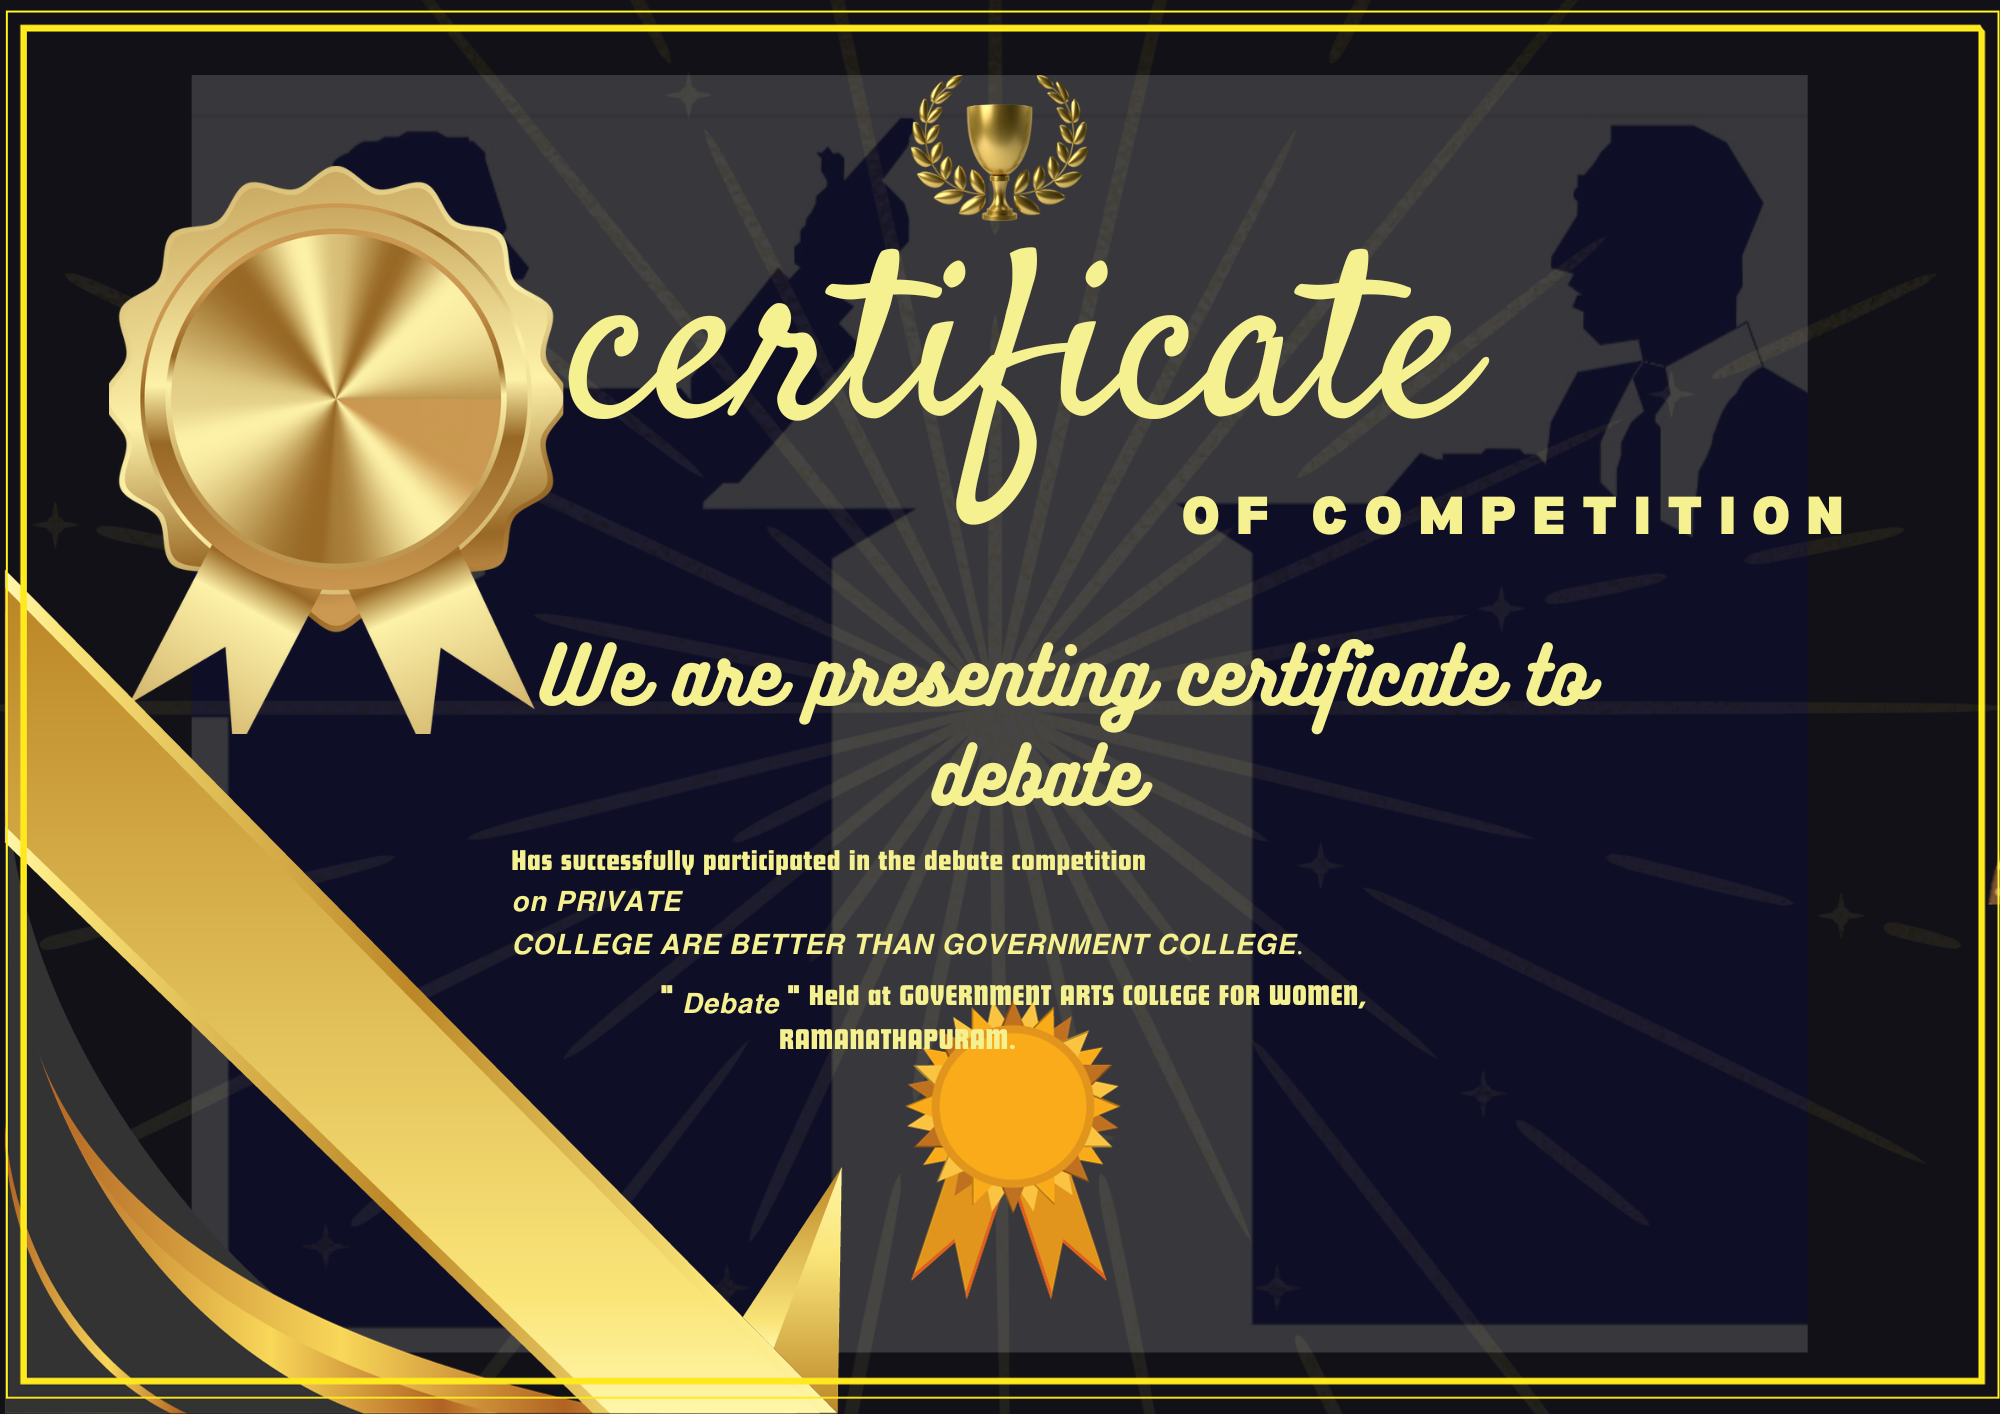 certificate
OF COMPETITION
We are presenting certificate to
debate
Has successfully participated in the debate competition
on PRIVATE
COLLEGE ARE BETTER THAN GOVERNMENT COLLEGE.
" Debate " Held at GOVERNMENT ARTS COLLEGE FOR WOMEN,
RAMANATHAPURAM.